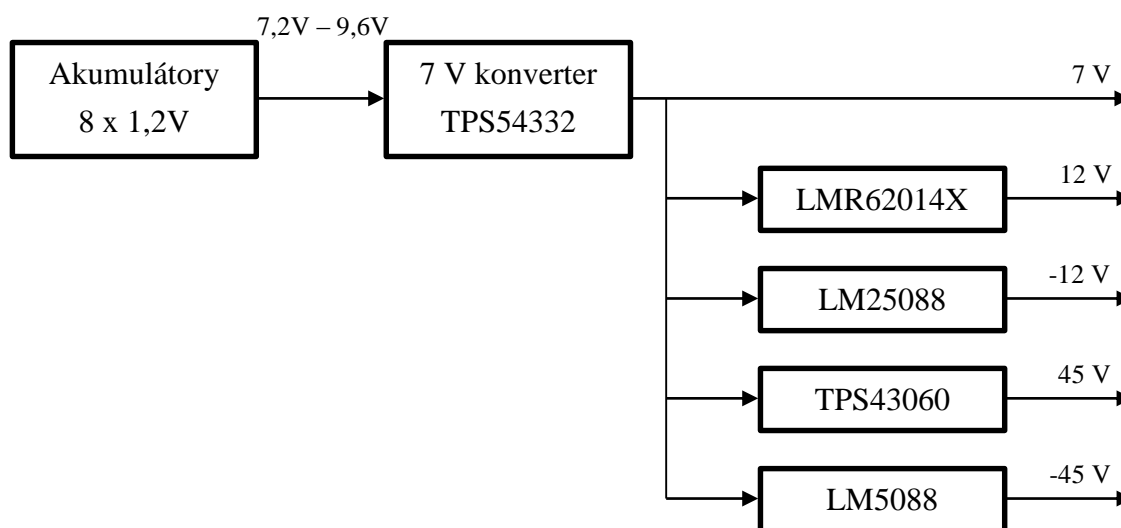 7,2V – 9,6V
Akumulátory
8 x 1,2V
7 V konverter
TPS54332
7 V
LMR62014X
12 V
LM25088
-12 V
TPS43060
45 V
LM5088
-45 V